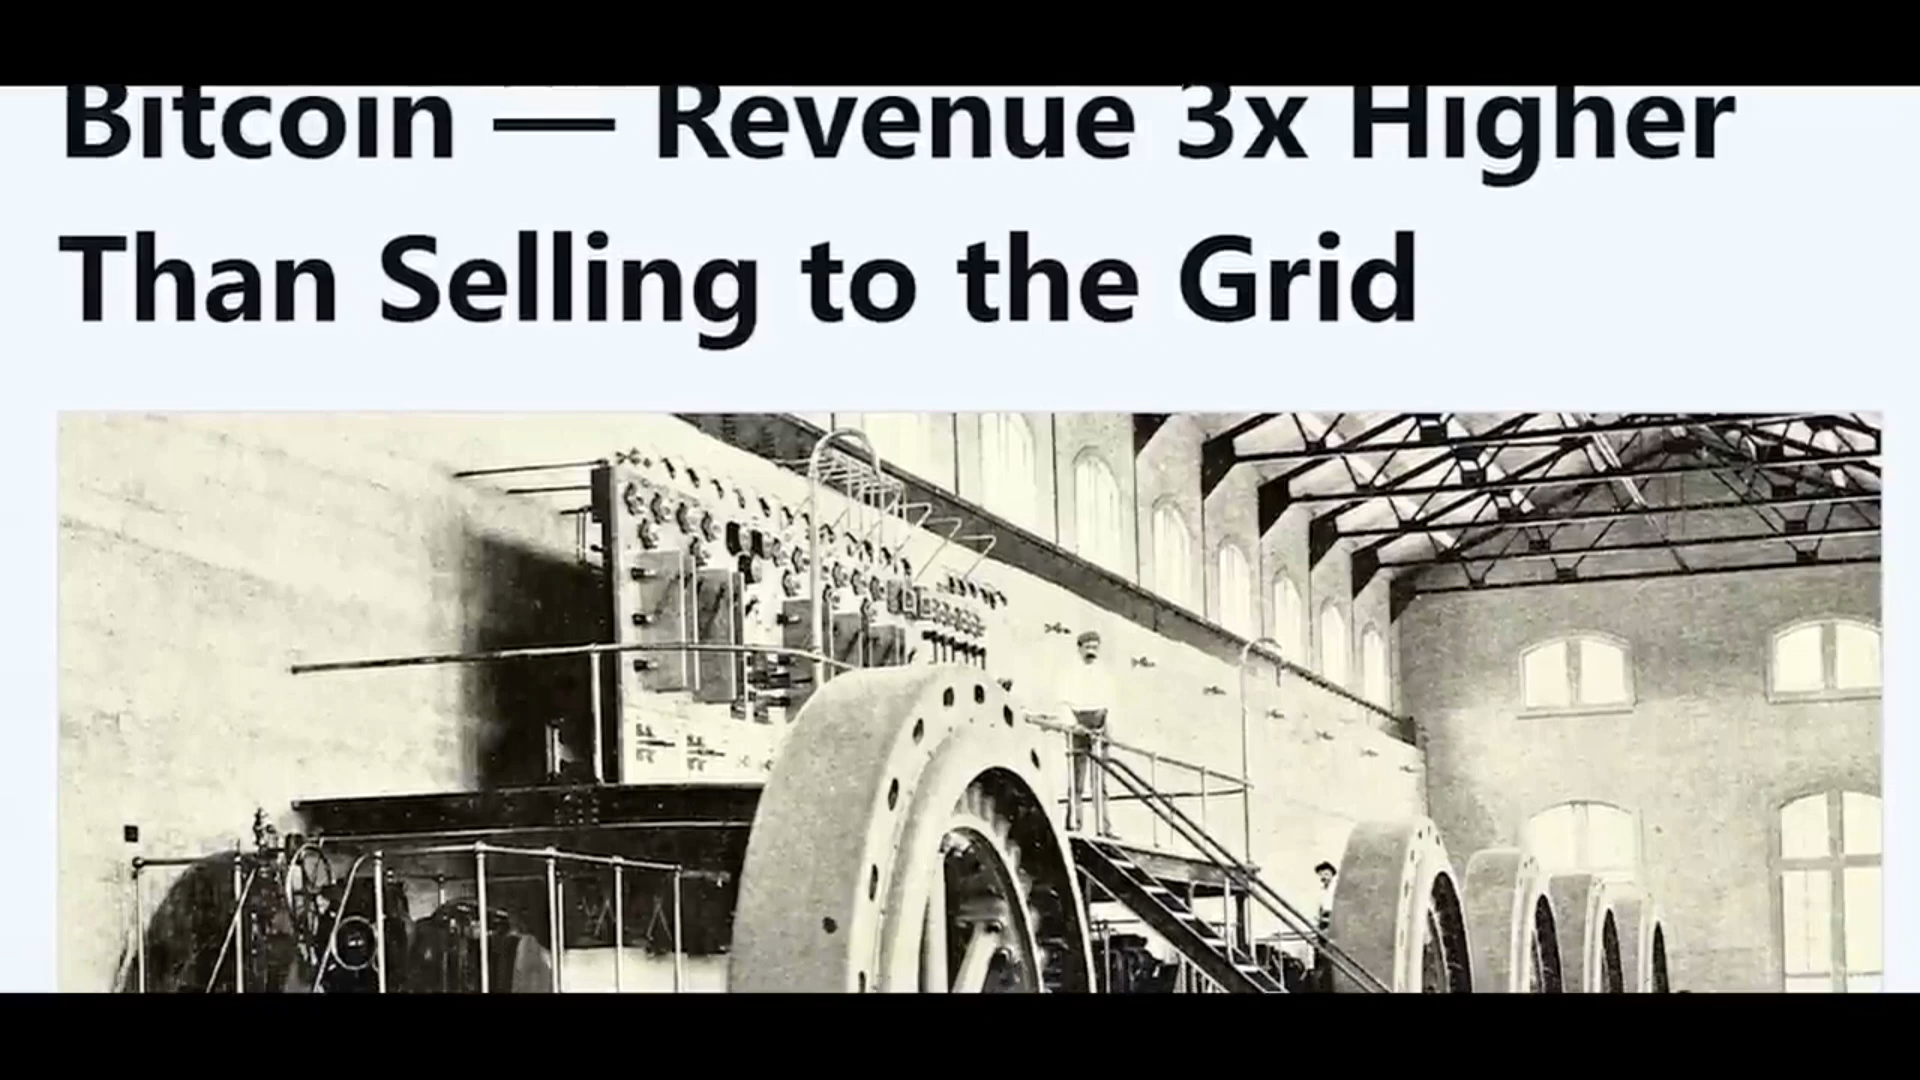 Bitcoin — Revenue 3x Higher
Than Selling to the Grid